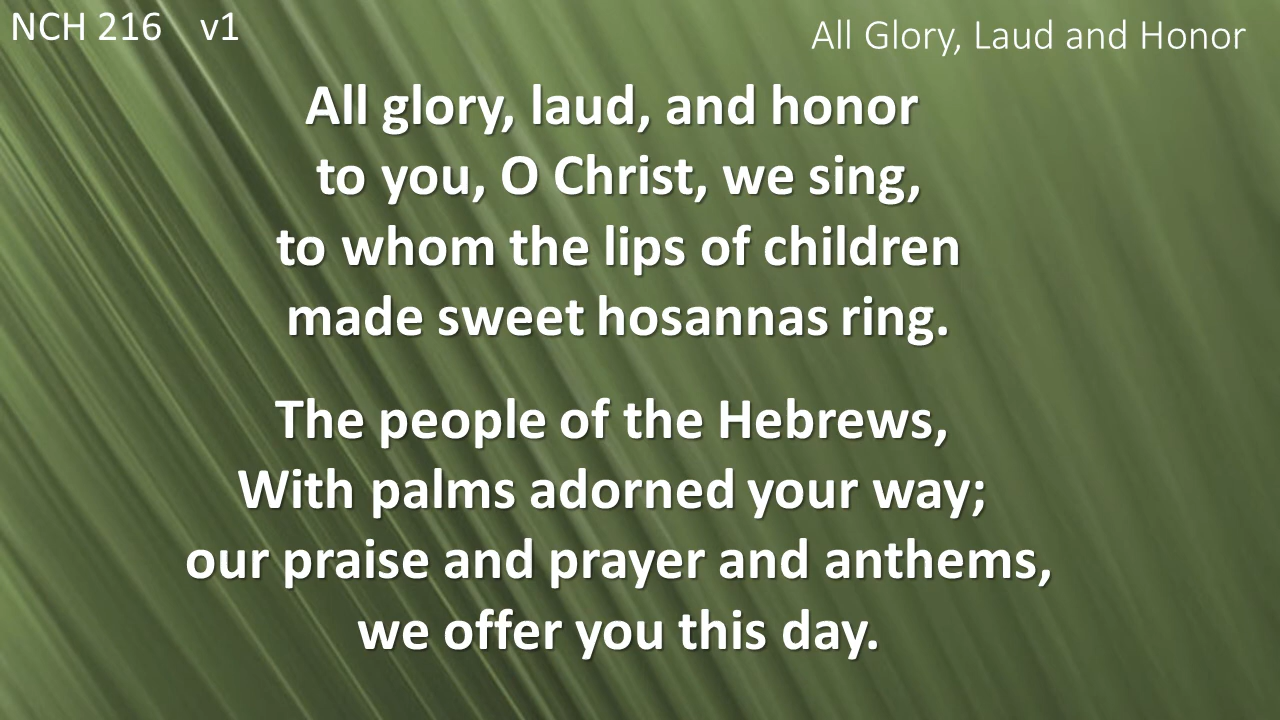 NCH 216 v1
All Glory, Laud and Honor
All glory, laud, and honor
to you, O Christ, we sing,
to whom the lips of children
made sweet hosannas ring.
The people of the Hebrews,
With palms adorned your way;
our praise and prayer and anthems,
we offer you this day.